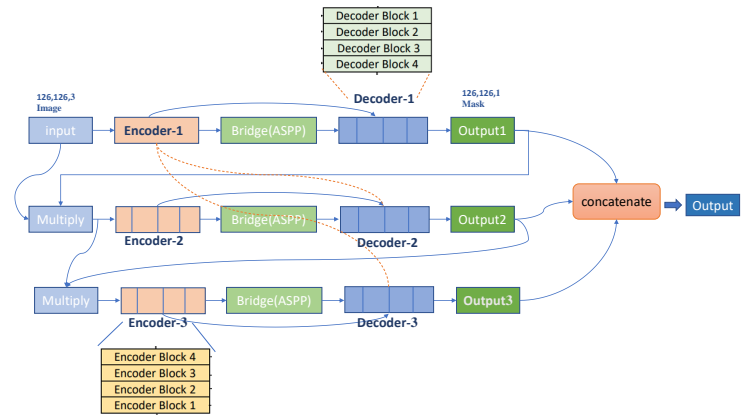 Decoder Block 1
Decoder Block 2
Decoder Block 3
Decoder Block 4
126,126,3
Image
Decoder-1
126,126,1
Mask
input
Encoder-1
Bridge(ASPP)
Output1
Multiply
Bridge(ASPP)
Output2
concatenate
Output
Encoder-2
Decoder-2
Multiply
Bridge(ASPP)
Output3
Encoder-3
Decoder-3
Encoder Block 4
Encoder Block 3
Encoder Block 2
Encoder Block 1